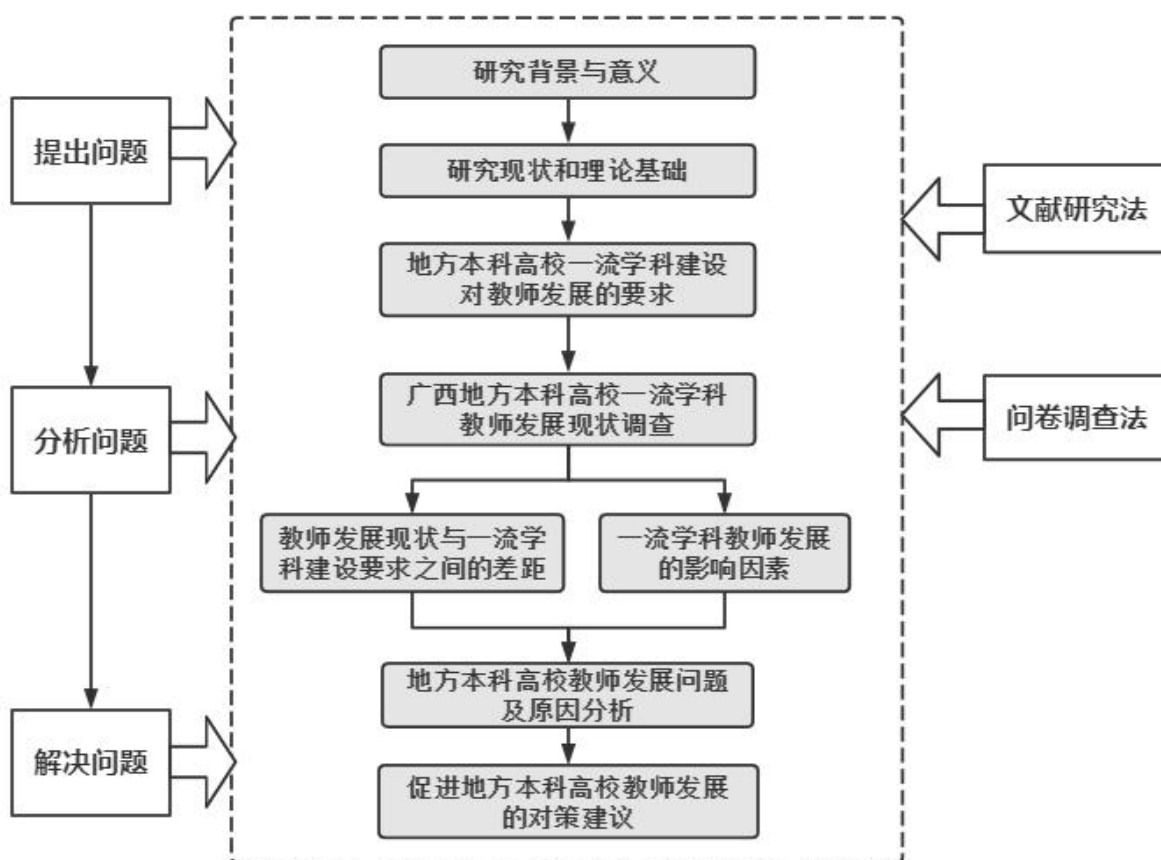 研究背景与意义
提出问题
研究现状和理论基础
文献研究法
地方本科高校一流学科建设
对教师发展的要求
广西地方本科高校一流学科
教师发展现状调查
分析问题
问卷调查法
教师发展现状与一流学
科建设要求之间的差距
一流学科教师发展
的影响因素
地方本科高校教师发展问题
及原因分析
解决问题
促进地方本科高校教师发展
的对策建议